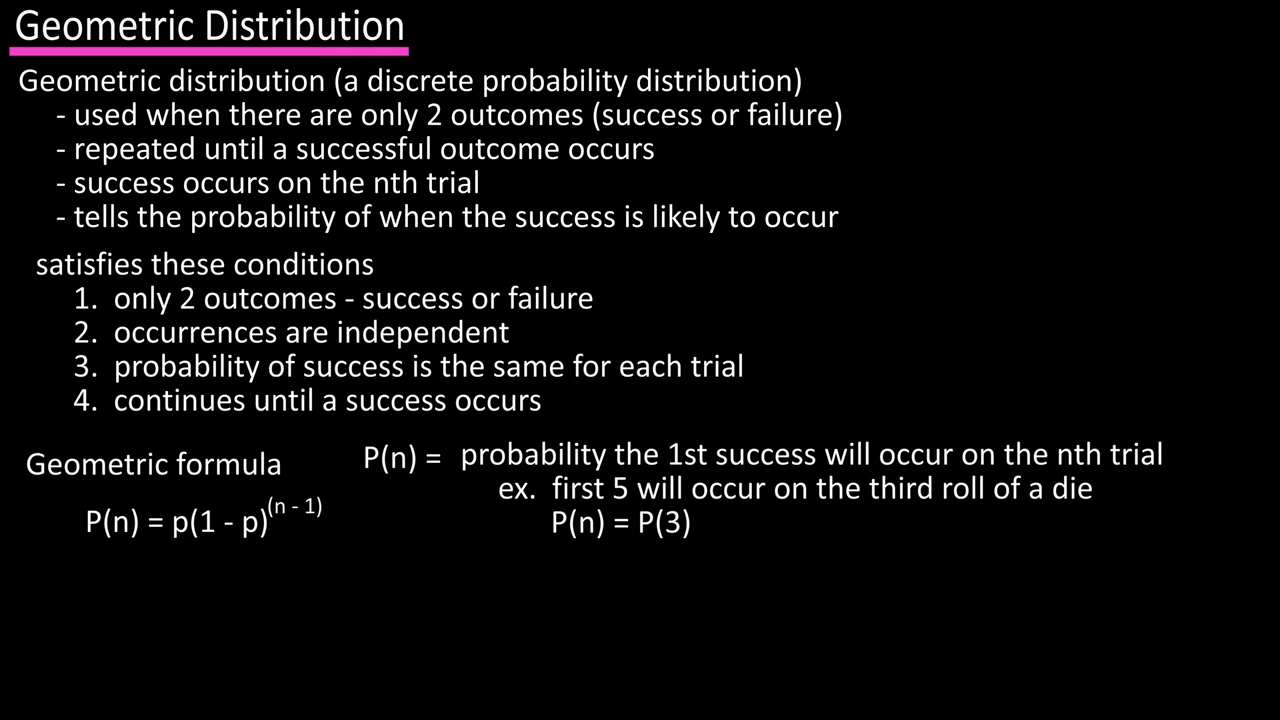 Geometric Distribution
Geometric distribution (a discrete probability distribution)
- used when there are only 2 outcomes (success or failure)
- repeated until a successful outcome occurs
- success occurs on the nth trial
- tells the probability of when the success is likely to occur
satisfies these conditions
1. only 2 outcomes - success or failure
2. occurrences are independent
3. probability of success is the same for each trial
4. continues until a success occurs
Geometric formula
P(n) = p(1 - p)^(n - 1)
P(n) = probability the 1st success will occur on the nth trial
ex. first 5 will occur on the third roll of a die
P(n) = P(3)